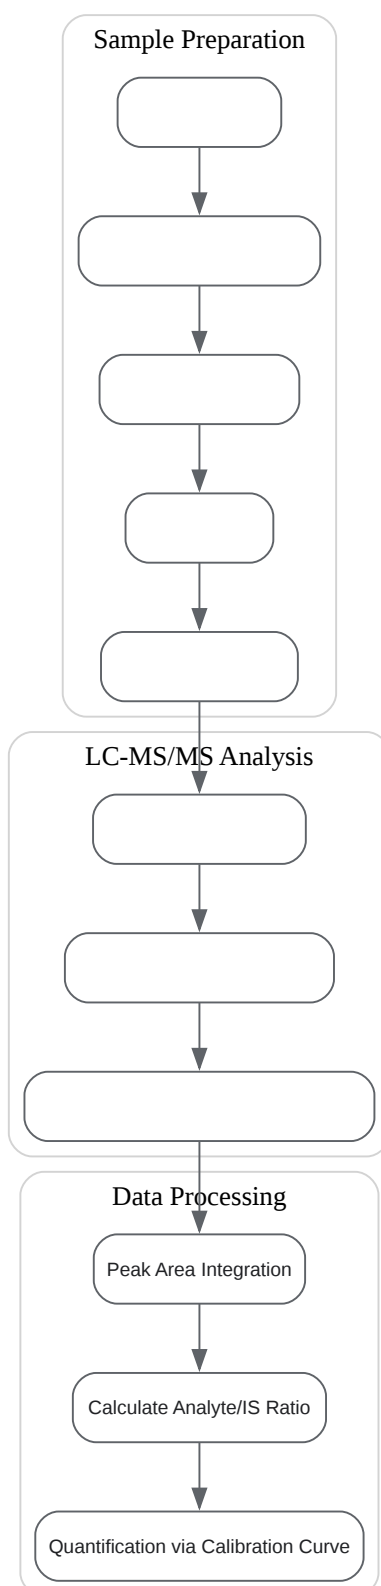 Sample Preparation
LC-MS/MS Analysis
Data Processing
Peak Area Integration
Calculate Analyte/IS Ratio
Quantification via Calibration Curve